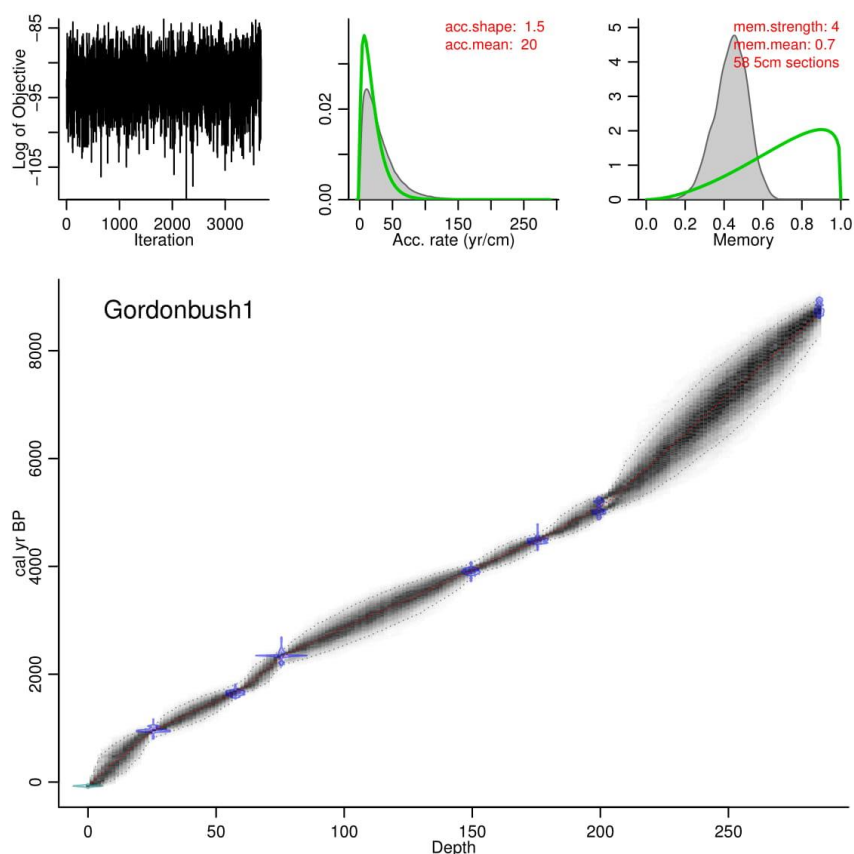 −85
−95
−105
Log of Objective
0 1000 2000 3000
Iteration
acc.shape: 1.5
acc.mean: 20
0.02
0.00
0 50 150 250
Acc. rate (yr/cm)
mem.strength: 4
mem.mean: 0.7
58 5cm sections
5
4
3
2
1
0
0.0 0.2 0.4 0.6 0.8 1.0
Memory
Gordonbush1
8000
6000
4000
2000
0
cal yr BP
0 50 100 150 200 250
Depth